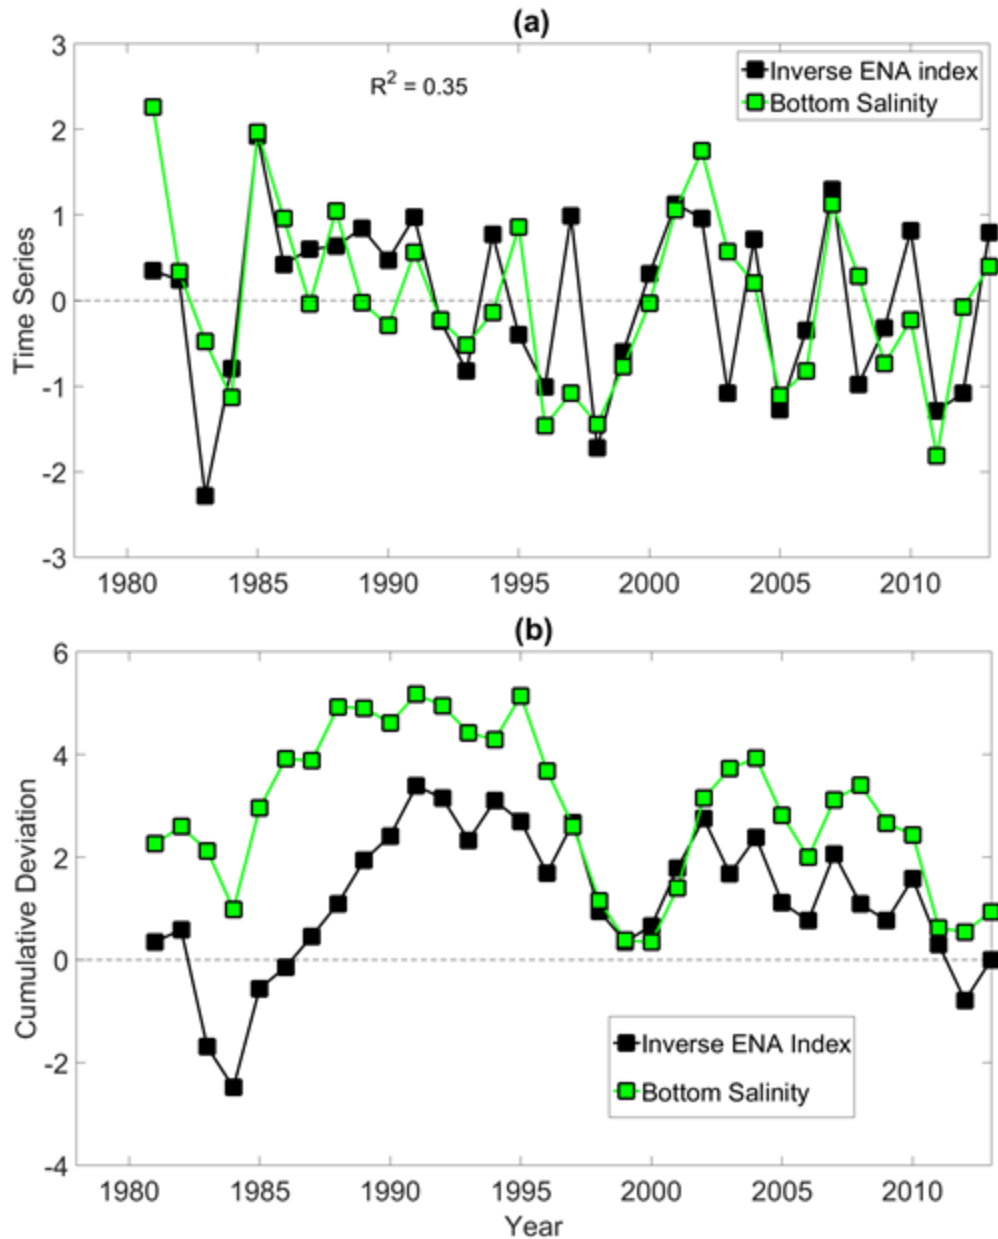 (a)
3
2
1
0
-1
-2
-3
Time Series
R² = 0.35
Inverse ENA index
Bottom Salinity
1980 1985 1990 1995 2000 2005 2010
(b)
6
4
2
0
-2
-4
Cumulative Deviation
Inverse ENA Index
Bottom Salinity
1980 1985 1990 1995 2000 2005 2010
Year